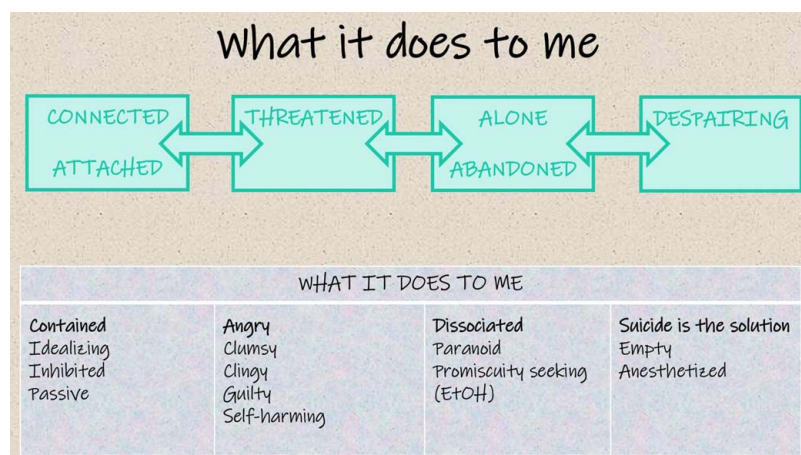 What it does to me
CONNECTED
ATTACHED
THREATENED
ALONE
ABANDONED
DESPAIRING
WHAT IT DOES TO ME
Contained
Idealizing
Inhibited
Passive
Angry
Clumsy
Clingy
Guilty
Self-harming
Dissociated
Paranoid
Promiscuity seeking
(EtOH)
Suicide is the solution
Empty
Anesthetized